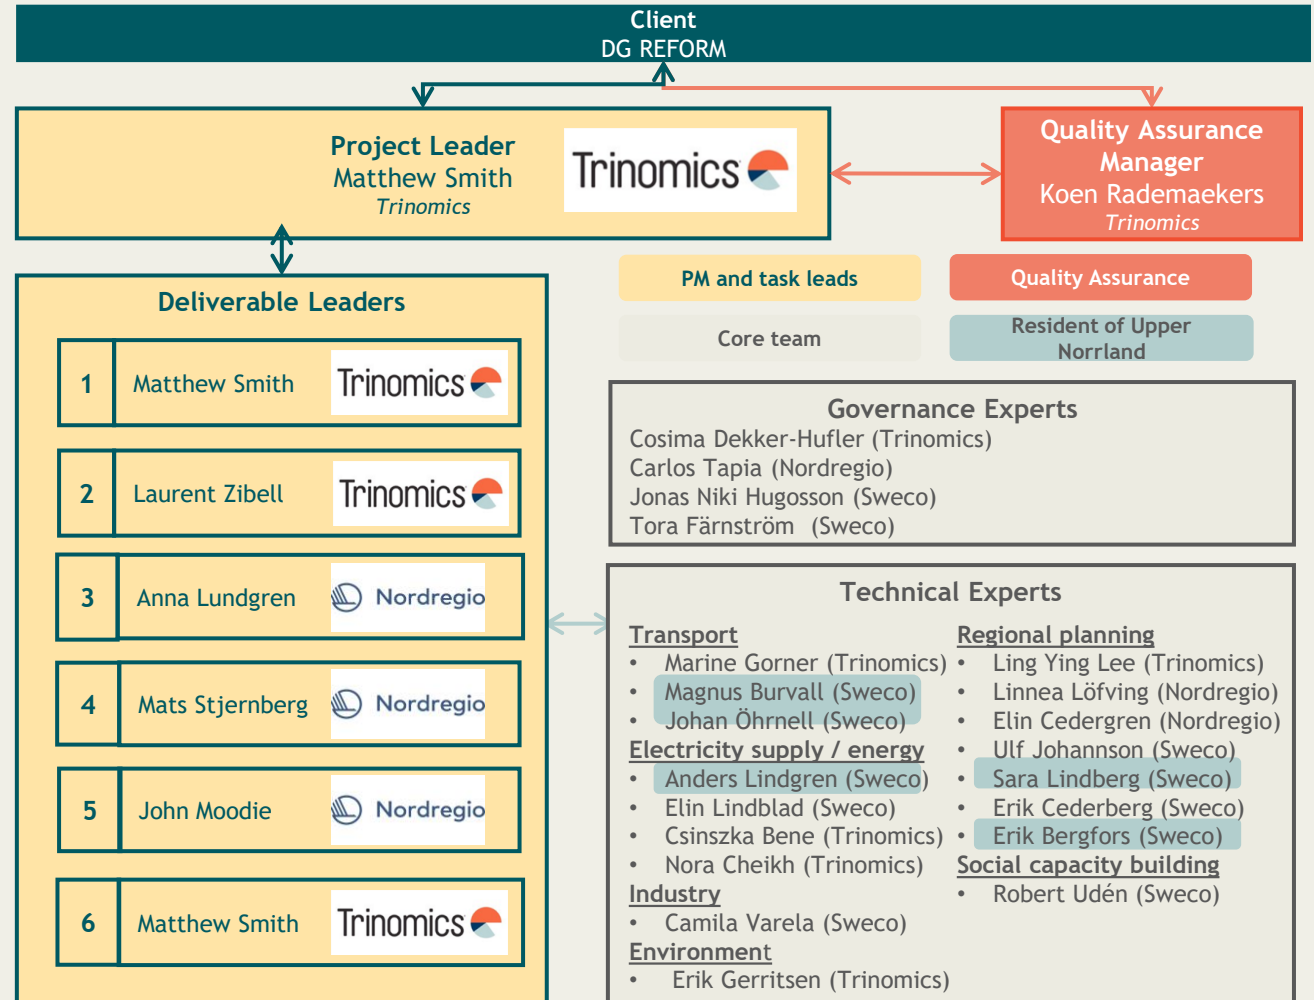 Client
DG REFORM
Project Leader
Matthew Smith
Trinomics
Trinomics
Quality Assurance
Manager
Koen Rademaekers
Trinomics
PM and task leads
Quality Assurance
Core team
Resident of Upper
Norrland
Deliverable Leaders
1 Matthew Smith Trinomics
2 Laurent Zibell Trinomics
3 Anna Lundgren Nordregio
4 Mats Stjernberg Nordregio
5 John Moodie Nordregio
6 Matthew Smith Trinomics
Governance Experts
Cosima Dekker-Hufler (Trinomics)
Carlos Tapia (Nordregio)
Jonas Niki Hugosson (Sweco)
Tora Färnström (Sweco)
Technical Experts
Transport
• Marine Gorner (Trinomics)
• Magnus Burvall (Sweco)
• Johan Öhrnell (Sweco)
Electricity supply / energy
• Anders Lindgren (Sweco)
• Elin Lindblad (Sweco)
• Csinszka Bene (Trinomics)
• Nora Cheikh (Trinomics)
Industry
• Camila Varela (Sweco)
Environment
• Erik Gerritsen (Trinomics)
Regional planning
• Ling Ying Lee (Trinomics)
• Linnea Löfving (Nordregio)
• Elin Cedergren (Nordregio)
• Ulf Johannson (Sweco)
• Sara Lindberg (Sweco)
• Erik Cederberg (Sweco)
• Erik Bergfors (Sweco)
Social capacity building
• Robert Udén (Sweco)